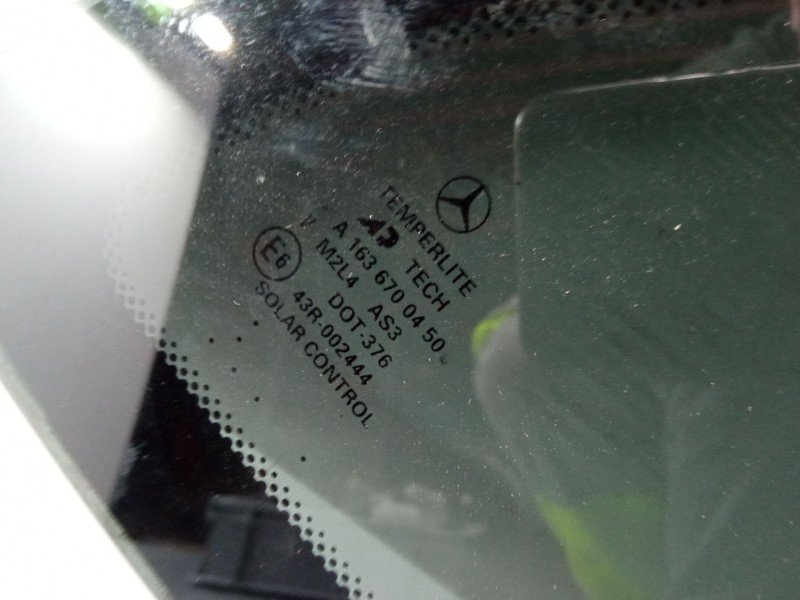 TEMPERLITE
AP TECH
A 163 670 04 50
M2L4 AS3
DOT-376
E6 43R-002444
SOLAR CONTROL